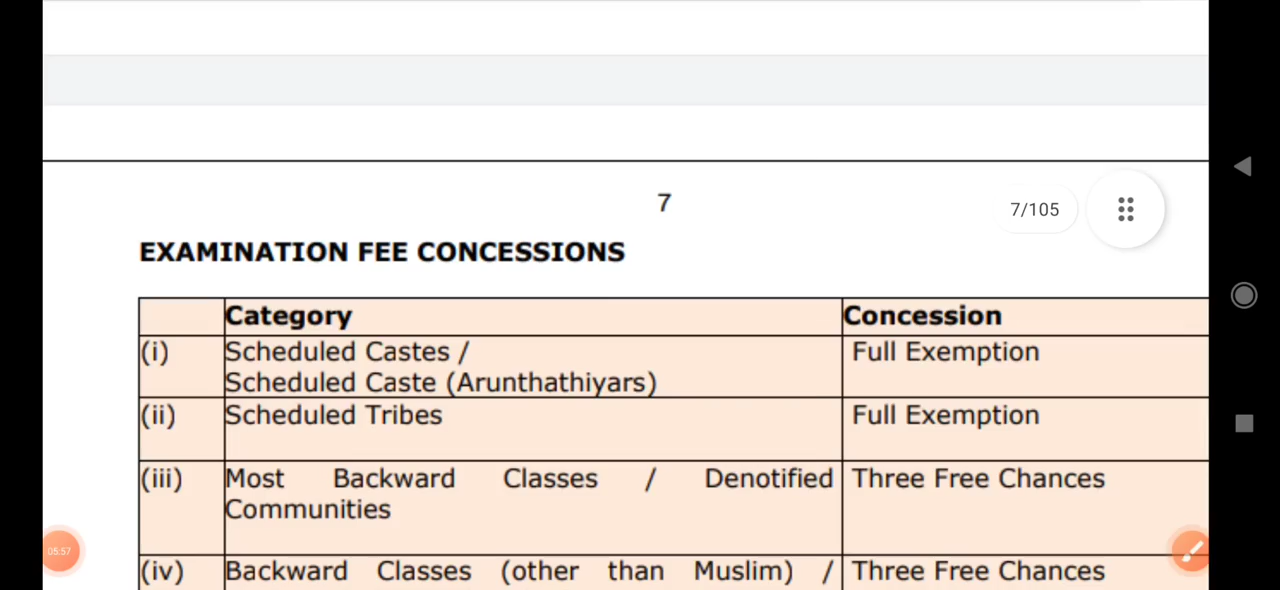 7
7/105
EXAMINATION FEE CONCESSIONS
Category Concession
(i) Scheduled Castes / Full Exemption
Scheduled Caste (Arunthathiyars)
(ii) Scheduled Tribes Full Exemption
(iii) Most Backward Classes / Denotified Three Free Chances
Communities
(iv) Backward Classes (other than Muslim) / Three Free Chances
05:57